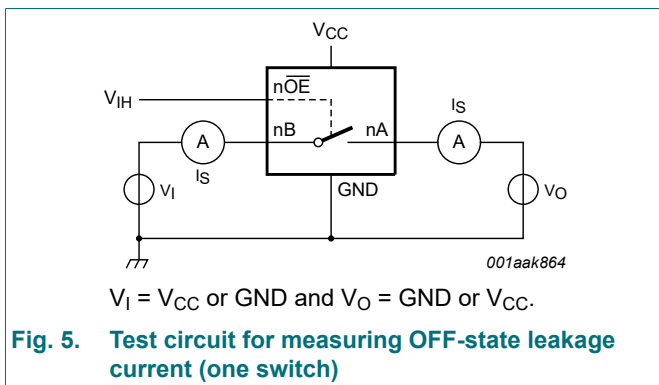 VCC
nOE
VIH
IS
nB
nA
A
A
IS
VI
GND
VO
001aak864
VI = VCC or GND and VO = GND or VCC.
Fig. 5. Test circuit for measuring OFF-state leakage
current (one switch)